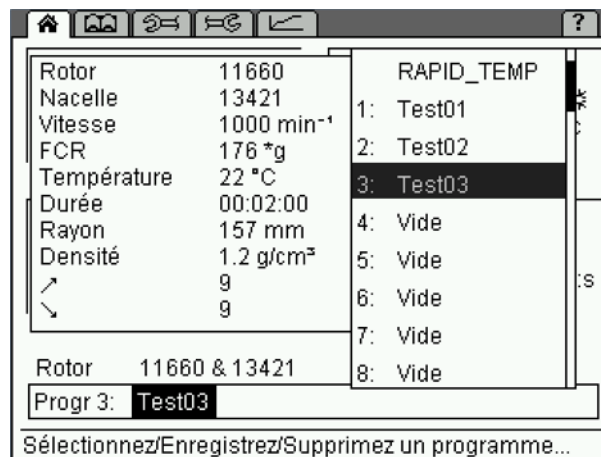 ?
Rotor 11660
Nacelle 13421
Vitesse 1000 min⁻¹
FCR 176 *g
Température 22 °C
Durée 00:02:00
Rayon 157 mm
Densité 1.2 g/cm³
↗ 9
↘ 9
RAPID_TEMP
1: Test01
2: Test02
3: Test03
4: Vide
5: Vide
6: Vide
7: Vide
8: Vide
Rotor 11660 & 13421
Progr 3: Test03
Sélectionnez/Enregistrez/Supprimez un programme...